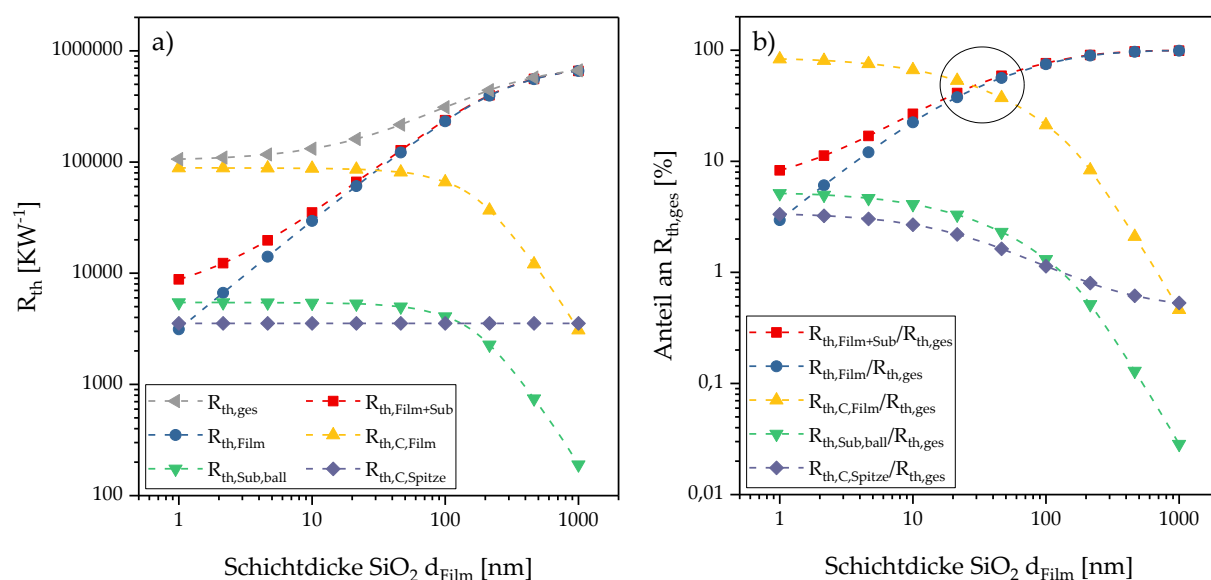 a)
1000000
100000
10000
1000
100
R_th [KW⁻¹]
R_th,ges
R_th,Film+Sub
R_th,Film
R_th,C,Film
R_th,Sub,ball
R_th,C,Spitze
1 10 100 1000
Schichtdicke SiO₂ d_Film [nm]
b)
100
10
1
0,1
0,01
Anteil an R_th,ges [%]
R_th,Film+Sub/R_th,ges
R_th,Film/R_th,ges
R_th,C,Film/R_th,ges
R_th,Sub,ball/R_th,ges
R_th,C,Spitze/R_th,ges
1 10 100 1000
Schichtdicke SiO₂ d_Film [nm]